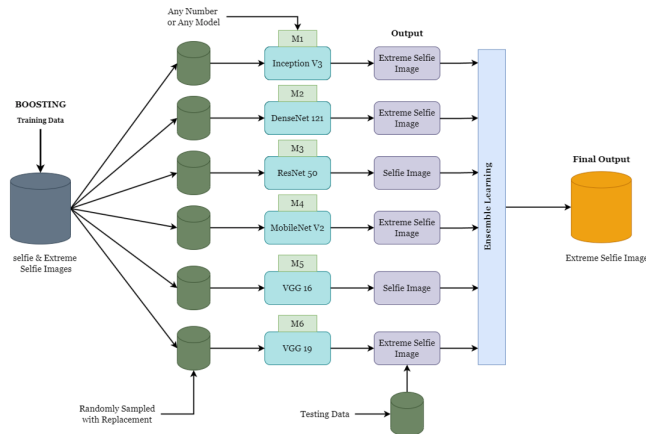 Any Number
or Any Model
M1
Output
Inception V3
Extreme Selfie
Image
BOOSTING
Training Data
M2
DenseNet 121
Extreme Selfie
Image
M3
ResNet 50
Selfie Image
Ensemble Learning
Final Output
selfie & Extreme
Selfie Images
M4
MobileNet V2
Extreme Selfie
Image
Extreme Selfie Image
M5
VGG 16
Selfie Image
M6
VGG 19
Extreme Selfie
Image
Randomly Sampled
with Replacement
Testing Data